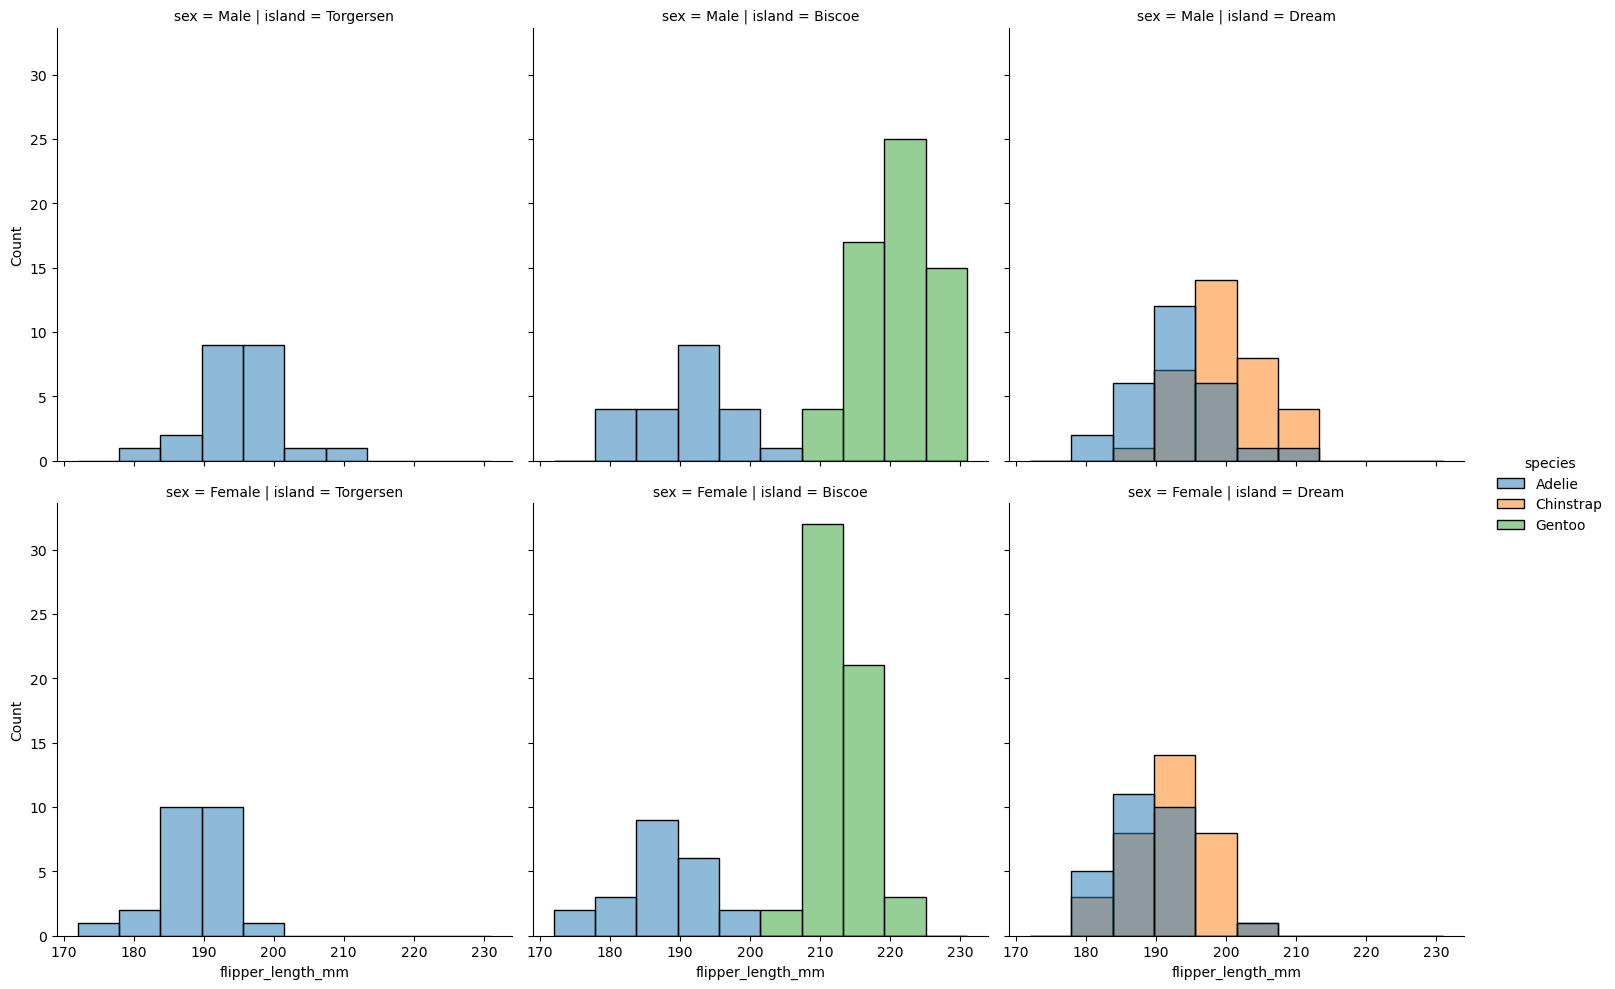 sex = Male | island = Torgersen
sex = Male | island = Biscoe
sex = Male | island = Dream
30
25
20
15
10
5
0
Count
sex = Female | island = Torgersen
sex = Female | island = Biscoe
sex = Female | island = Dream
30
25
20
15
10
5
0
Count
170 180 190 200 210 220 230
170 180 190 200 210 220 230
170 180 190 200 210 220 230
flipper_length_mm
flipper_length_mm
flipper_length_mm
species
Adelie
Chinstrap
Gentoo